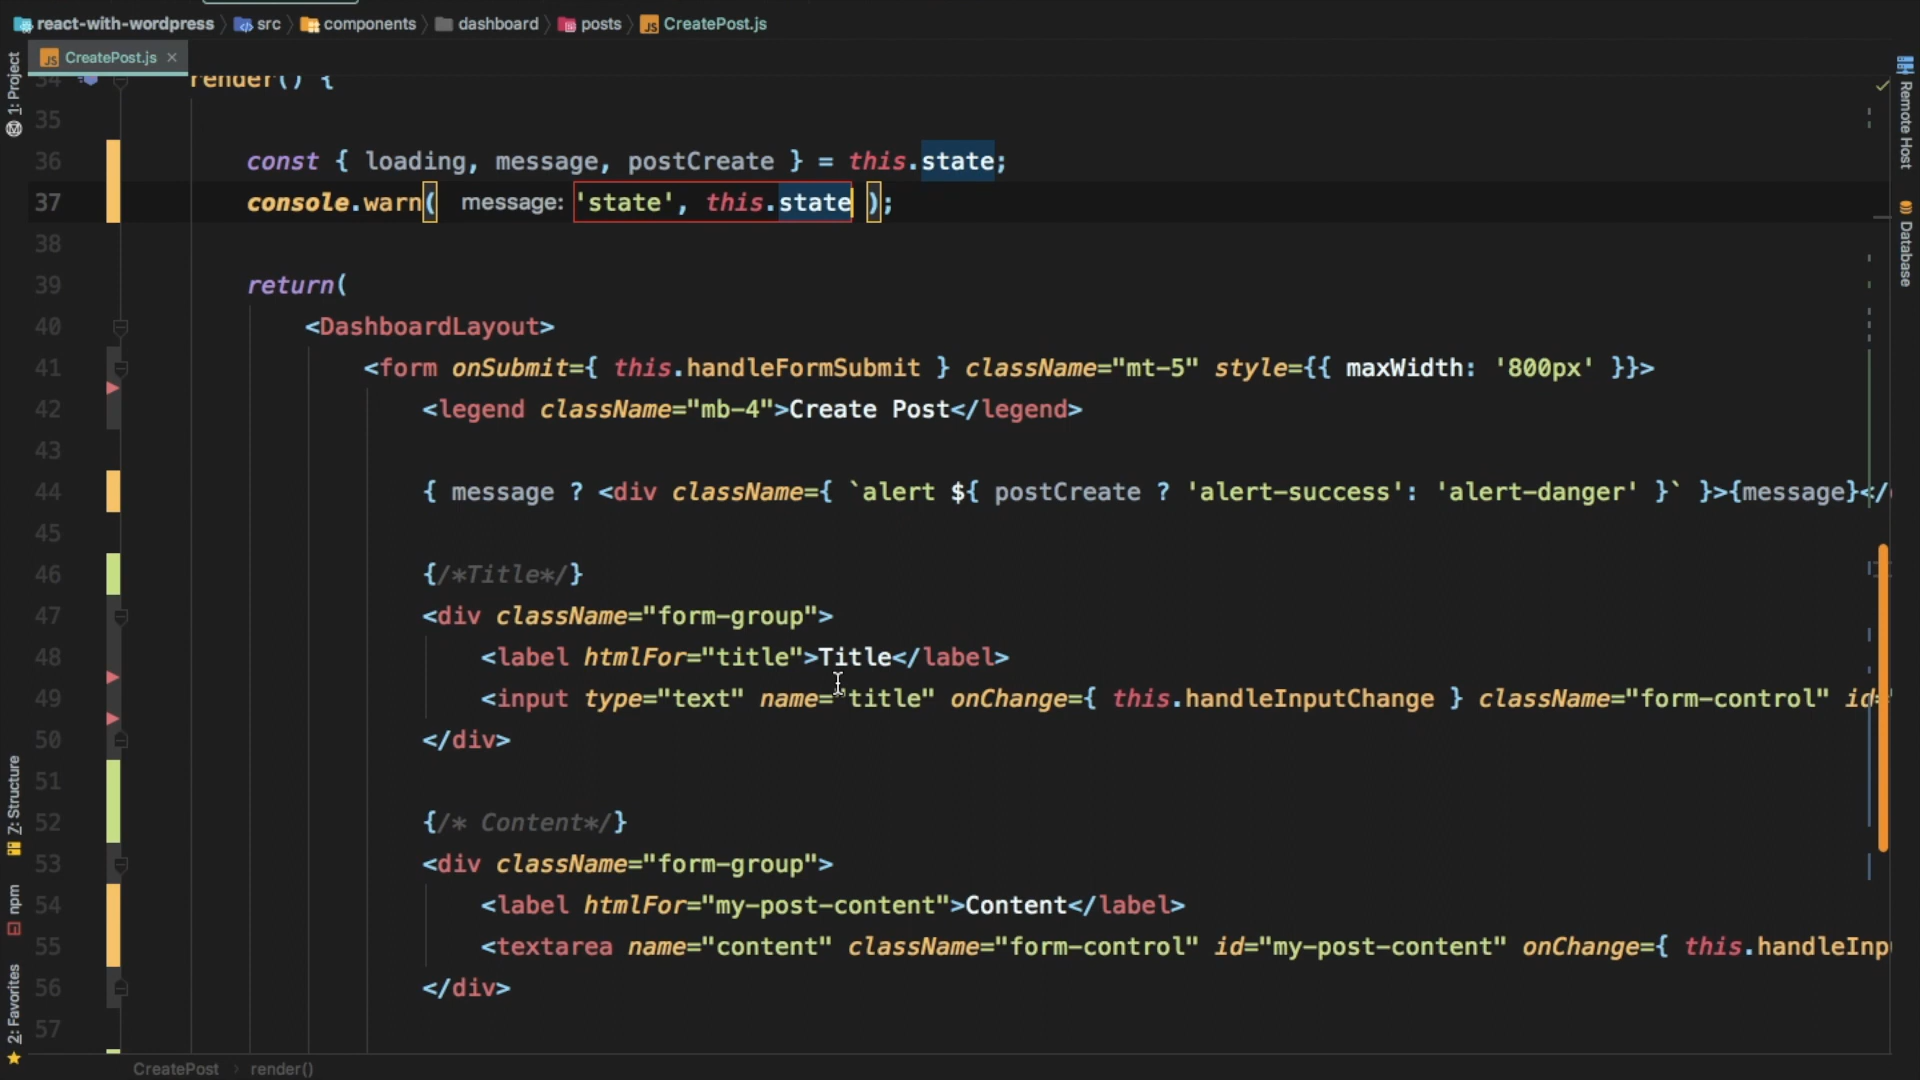 react-with-wordpress src components dashboard posts CreatePost.js
CreatePost.js
34 render() {
35
36 const { loading, message, postCreate } = this.state;
37 console.warn( message: 'state', this.state );
38
39 return(
40 <DashboardLayout>
41 <form onSubmit={ this.handleFormSubmit } className="mt-5" style={{ maxWidth: '800px' }}>
42 <legend className="mb-4">Create Post</legend>
43
44 { message ? <div className={ `alert ${ postCreate ? 'alert-success': 'alert-danger' }` }>{message}</
45
46 {/*Title*/}
47 <div className="form-group">
48 <label htmlFor="title">Title</label>
49 <input type="text" name="title" onChange={ this.handleInputChange } className="form-control" id=
50 </div>
51
52 {/* Content*/}
53 <div className="form-group">
54 <label htmlFor="my-post-content">Content</label>
55 <textarea name="content" className="form-control" id="my-post-content" onChange={ this.handleInp
56 </div>
57
CreatePost render()
1: Project
7: Structure
npm
2: Favorites
Remote Host
Database